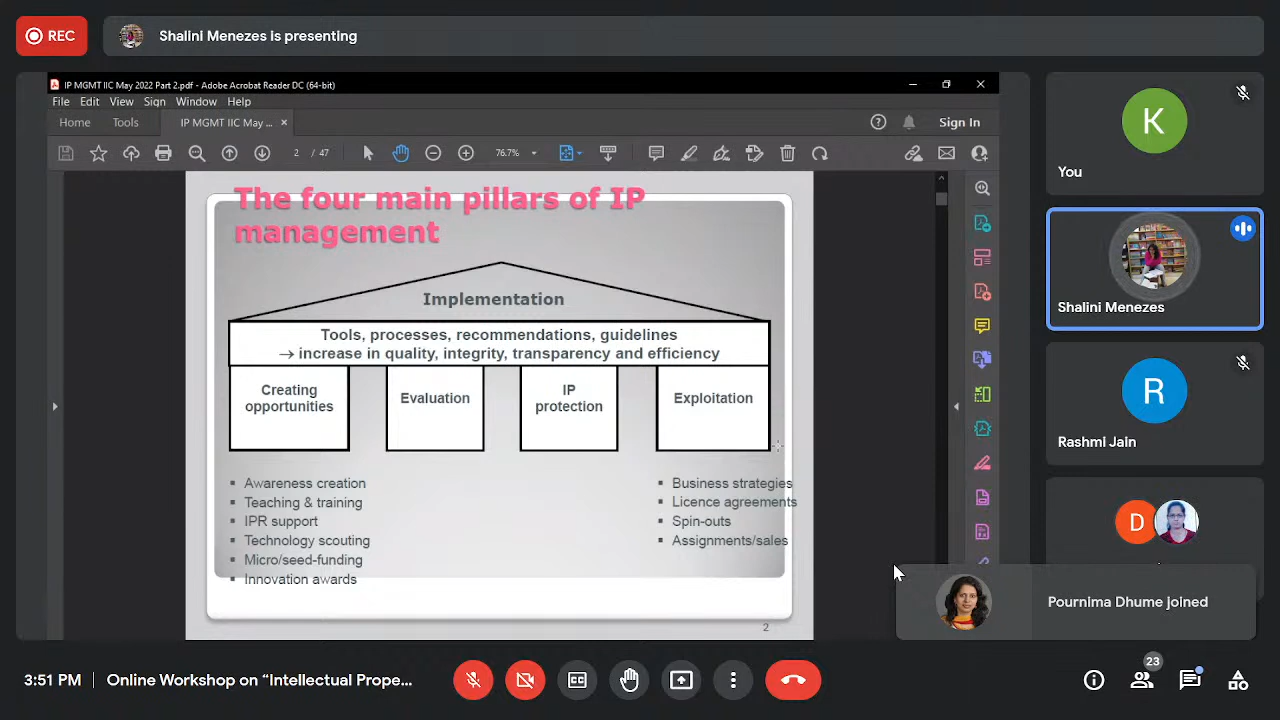 REC
Shalini Menezes is presenting
IP MGMT IIC May 2022 Part 2.pdf - Adobe Acrobat Reader DC (64-bit)
File Edit View Sign Window Help
Home Tools IP MGMT IIC May ... × Sign In
2 / 47 76.7%
The four main pillars of IP
management
Implementation
Tools, processes, recommendations, guidelines
→ increase in quality, integrity, transparency and efficiency
Creating
opportunities
Evaluation
IP
protection
Exploitation
▪ Awareness creation
▪ Teaching & training
▪ IPR support
▪ Technology scouting
▪ Micro/seed-funding
▪ Innovation awards
▪ Business strategies
▪ Licence agreements
▪ Spin-outs
▪ Assignments/sales
2
K
You
Shalini Menezes
R
Rashmi Jain
D
Pournima Dhume joined
3:51 PM | Online Workshop on “Intellectual Prope...
23